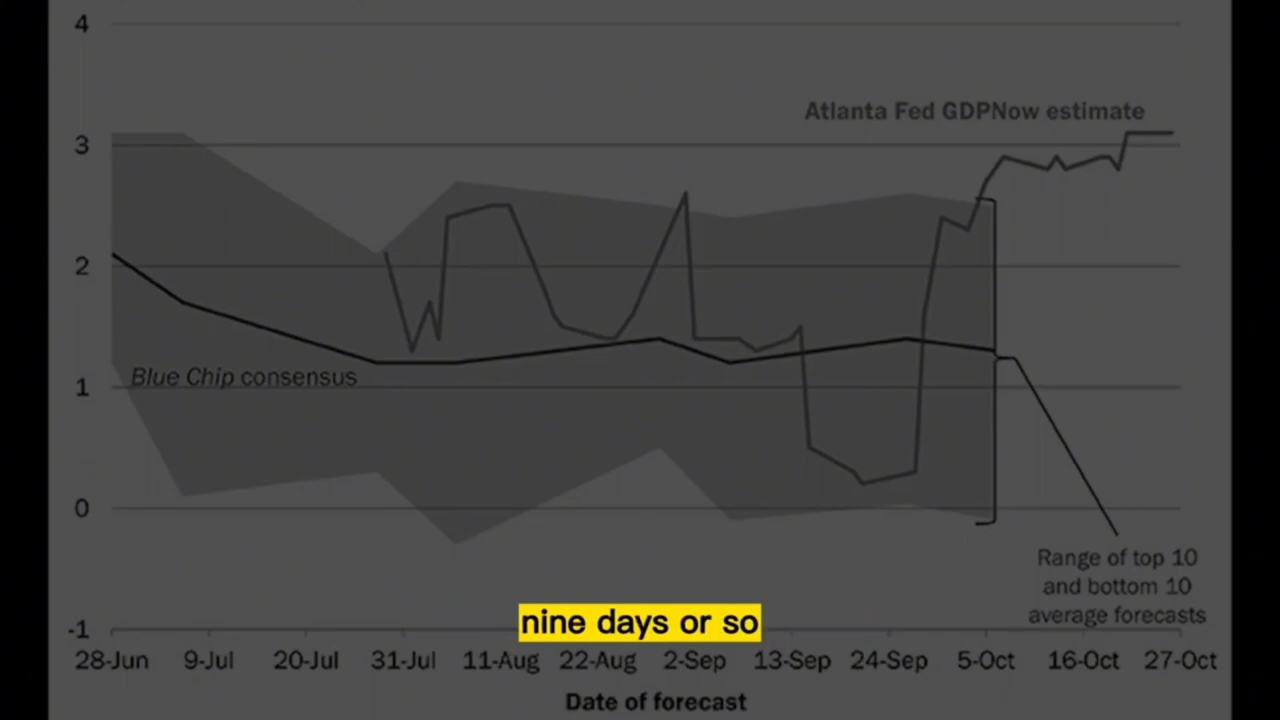 4
Atlanta Fed GDPNow estimate
3
2
Blue Chip consensus
1
0
Range of top 10
and bottom 10
average forecasts
nine days or so
-1
28-Jun 9-Jul 20-Jul 31-Jul 11-Aug 22-Aug 2-Sep 13-Sep 24-Sep 5-Oct 16-Oct 27-Oct
Date of forecast